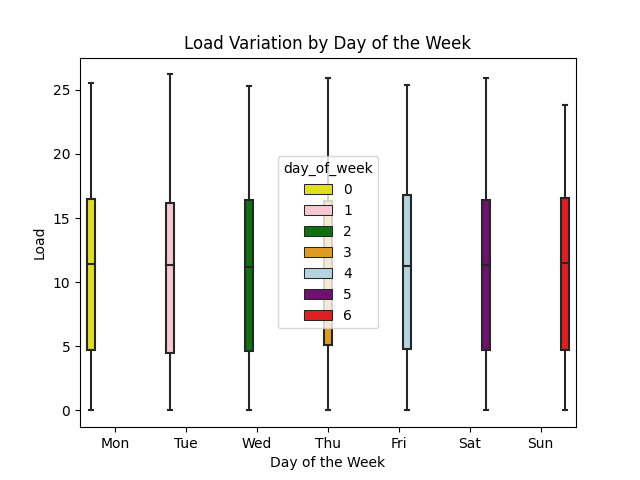 Load Variation by Day of the Week
25
20
15
10
5
0
Load
day_of_week
0
1
2
3
4
5
6
Mon Tue Wed Thu Fri Sat Sun
Day of the Week